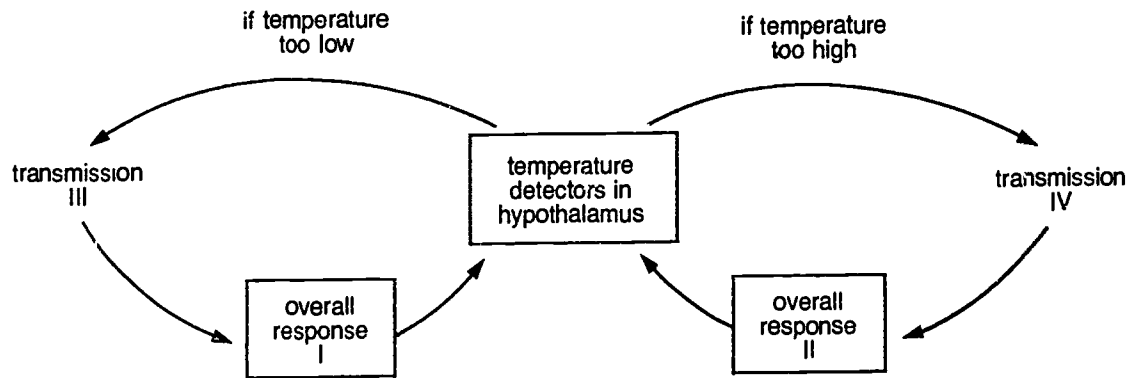 if temperature
too low
if temperature
too high
transmission
III
temperature
detectors in
hypothalamus
transmission
IV
overall
response
I
overall
response
II